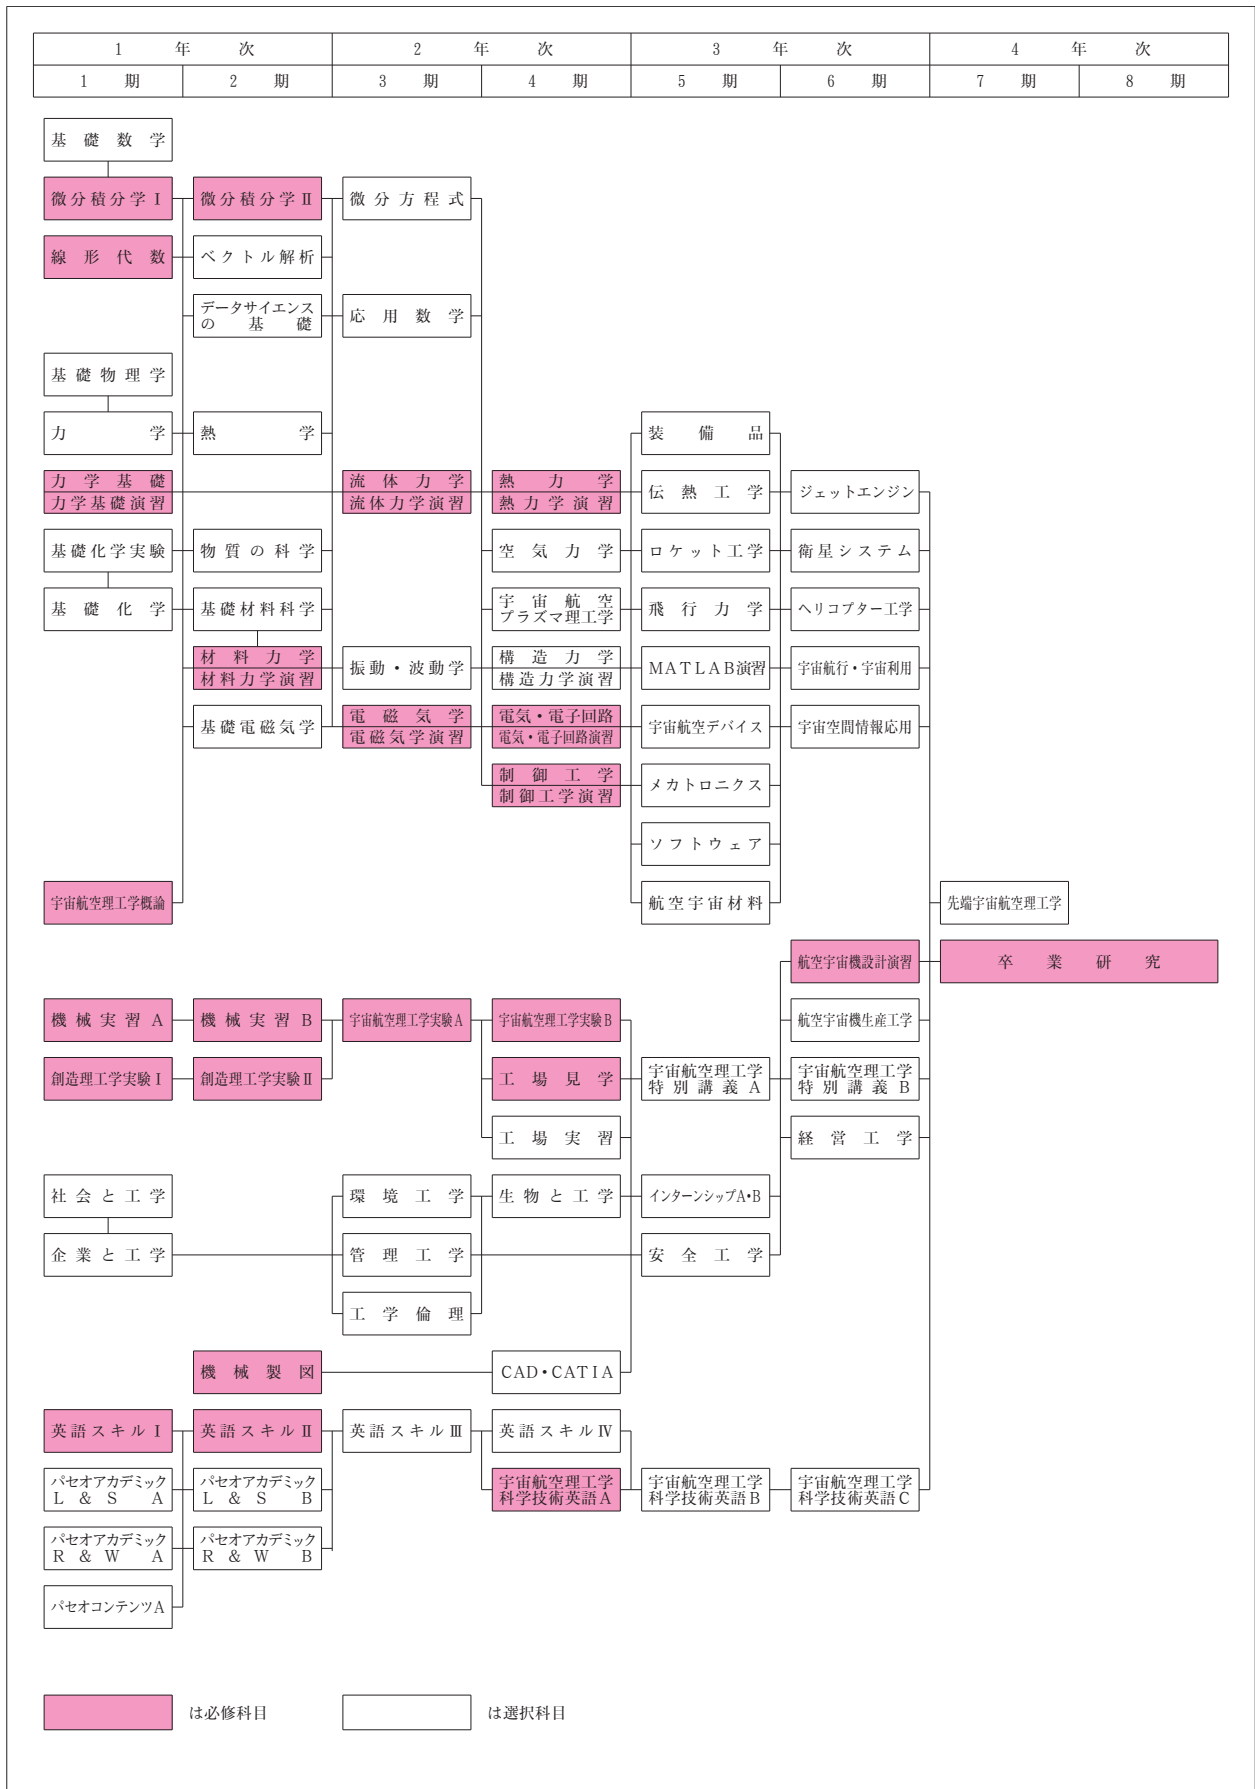 1年次 2年次 3年次 4年次
1期 2期 3期 4期 5期 6期 7期 8期
基礎数学
微分積分学Ⅰ 微分積分学Ⅱ 微分方程式
線形代数 ベクトル解析
データサイエンス
の基礎 応用数学
基礎物理学
力学 熱学 装備品
力学基礎 流体力学 熱力学
力学基礎演習 流体力学演習 熱力学演習 伝熱工学 ジェットエンジン
基礎化学実験 物質の科学 空気力学 ロケット工学 衛星システム
基礎化学 基礎材料科学 宇宙航空
プラズマ理工学 飛行力学 ヘリコプター工学
材料力学 構造力学
材料力学演習 振動・波動学 構造力学演習 MATLAB演習 宇宙航行・宇宙利用
基礎電磁気学 電磁気学 電気・電子回路
電磁気学演習 電気・電子回路演習 宇宙航空デバイス 宇宙空間情報応用
制御工学
制御工学演習 メカトロニクス
ソフトウェア
宇宙航空理工学概論 航空宇宙材料 先端宇宙航空理工学
航空宇宙機設計演習 卒業研究
機械実習A 機械実習B 宇宙航空理工学実験A 宇宙航空理工学実験B 航空宇宙機生産工学
創造理工学実験Ⅰ 創造理工学実験Ⅱ 工場見学 宇宙航空理工学 宇宙航空理工学
特別講義A 特別講義B
工場実習 経営工学
社会と工学 環境工学 生物と工学 インターンシップA・B
企業と工学 管理工学 安全工学
工学倫理
機械製図 CAD・CATIA
英語スキルⅠ 英語スキルⅡ 英語スキルⅢ 英語スキルⅣ
パセオアカデミック パセオアカデミック 宇宙航空理工学 宇宙航空理工学 宇宙航空理工学
L&S A L&S B 科学技術英語A 科学技術英語B 科学技術英語C
パセオアカデミック パセオアカデミック
R&W A R&W B
パセオコンテンツA
は必修科目 は選択科目